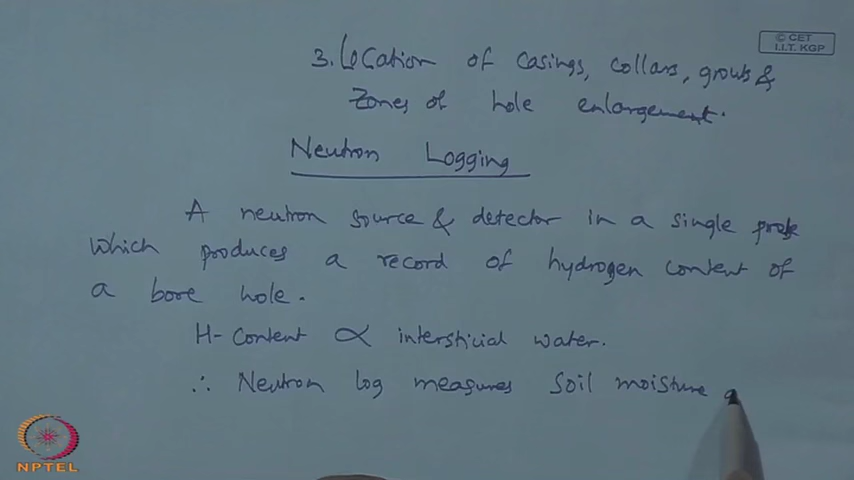 © CET
I.I.T. KGP
3. Location of casings, collars, grouts &
Zones of hole enlargement.
Neutron Logging
A neutron source & detector in a single probe
which produces a record of hydrogen content of
a bore hole.
H- Content ∝ intersticial water.
∴ Neutron log measures Soil moisture
NPTEL